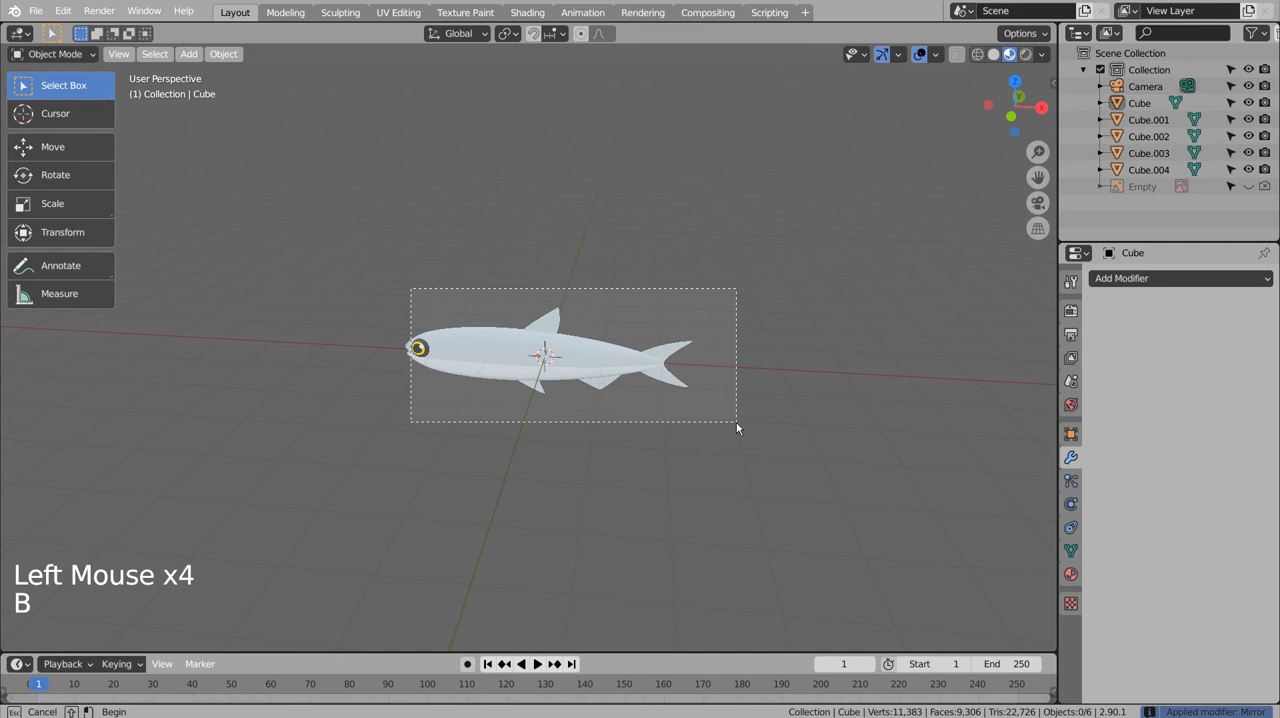 File Edit Render Window Help Layout Modeling Sculpting UV Editing Texture Paint Shading Animation Rendering Compositing Scripting + Scene View Layer
Global Options
Object Mode View Select Add Object
Scene Collection
Collection
Camera
Cube
Cube.001
Cube.002
Cube.003
Cube.004
Empty
Select Box
Cursor
Move
Rotate
Scale
Transform
Annotate
Measure
User Perspective
(1) Collection | Cube
Z
Y
X
Cube
Add Modifier
Left Mouse x4
B
Playback Keying View Marker 1 Start 1 End 250
1 10 20 30 40 50 60 70 80 90 100 110 120 130 140 150 160 170 180 190 200 210 220 230 240 250
Esc Cancel Begin Collection | Cube | Verts:11,383 | Faces:9,306 | Tris:22,726 | Objects:0/6 | 2.90.1 Applied modifier: Mirror